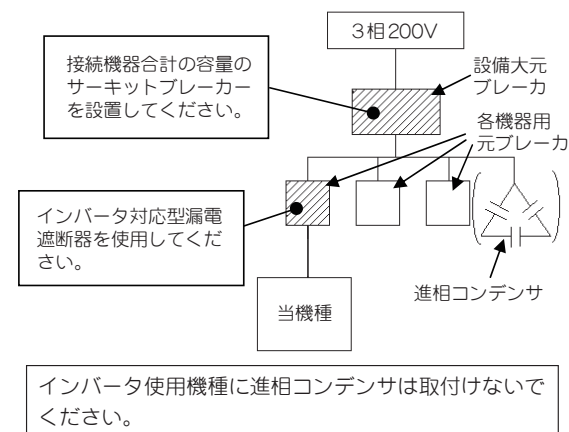 3相200V
接続機器合計の容量の
サーキットブレーカー
を設置してください。
設備大元
ブレーカ
各機器用
元ブレーカ
インバータ対応型漏電
遮断器を使用してくだ
さい。
進相コンデンサ
当機種
インバータ使用機種に進相コンデンサは取付けないで
ください。